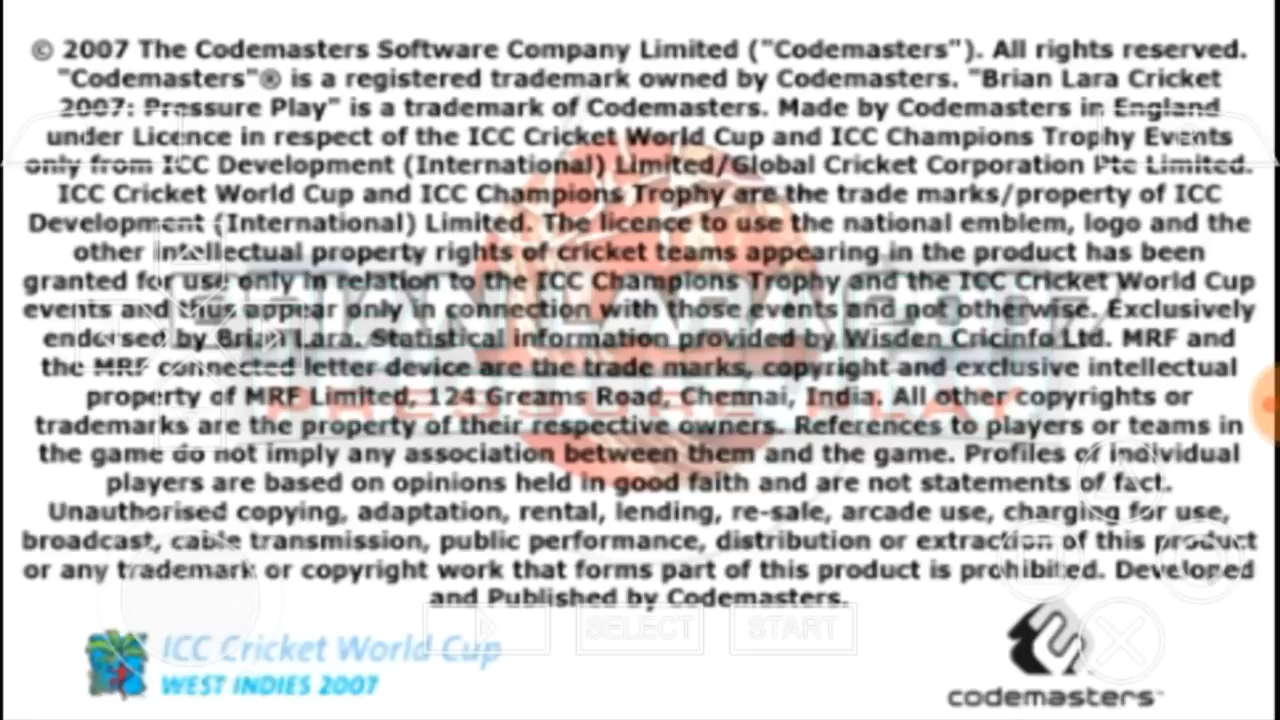 © 2007 The Codemasters Software Company Limited ("Codemasters"). All rights reserved.
"Codemasters"® is a registered trademark owned by Codemasters. "Brian Lara Cricket
2007: Pressure Play" is a trademark of Codemasters. Made by Codemasters in England
under Licence in respect of the ICC Cricket World Cup and ICC Champions Trophy Events
only from ICC Development (International) Limited/Global Cricket Corporation Pte Limited.
ICC Cricket World Cup and ICC Champions Trophy are the trade marks/property of ICC
Development (International) Limited. The licence to use the national emblem, logo and the
other intellectual property rights of cricket teams appearing in the product has been
granted for use only in relation to the ICC Champions Trophy and the ICC Cricket World Cup
events and thus appear only in connection with those events and not otherwise. Exclusively
endorsed by Brian Lara. Statistical information provided by Wisden Cricinfo Ltd. MRF and
the MRF connected letter device are the trade marks, copyright and exclusive intellectual
property of MRF Limited, 124 Greams Road, Chennai, India. All other copyrights or
trademarks are the property of their respective owners. References to players or teams in
the game do not imply any association between them and the game. Profiles of individual
players are based on opinions held in good faith and are not statements of fact.
Unauthorised copying, adaptation, rental, lending, re-sale, arcade use, charging for use,
broadcast, cable transmission, public performance, distribution or extraction of this product
or any trademark or copyright work that forms part of this product is prohibited. Developed
and Published by Codemasters.
PRESSURE PLAY
SELECT START
ICC Cricket World Cup
WEST INDIES 2007
codemasters™